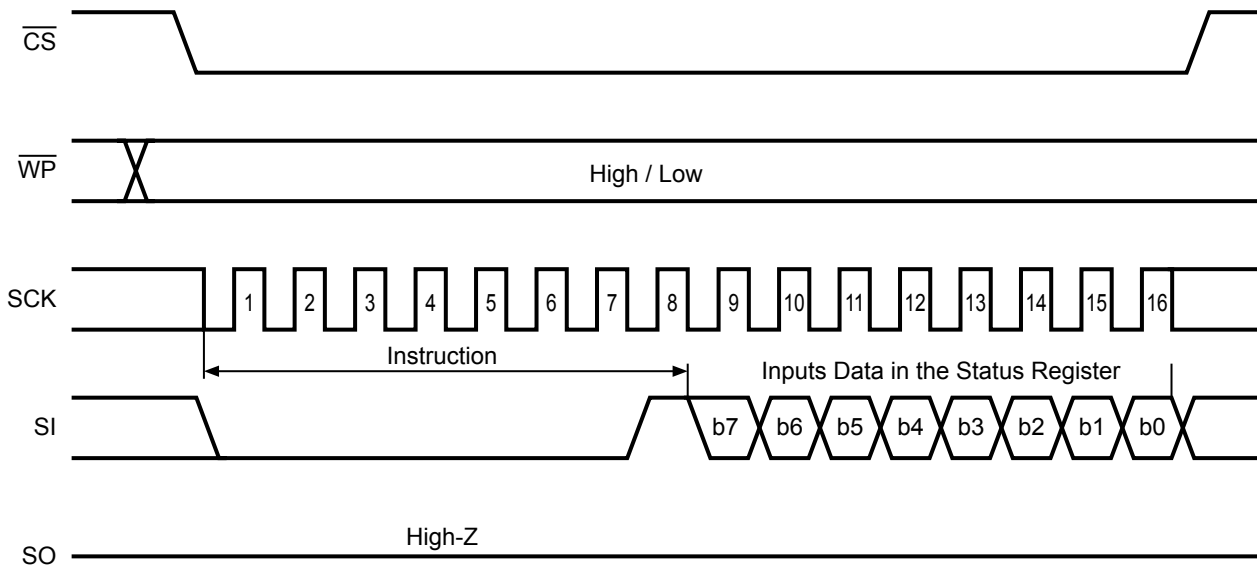 CS
WP
High / Low
SCK
1 2 3 4 5 6 7 8 9 10 11 12 13 14 15 16
Instruction
Inputs Data in the Status Register
SI
b7 b6 b5 b4 b3 b2 b1 b0
High-Z
SO